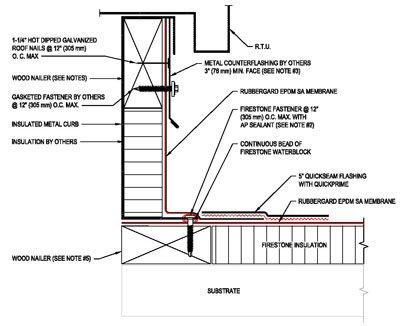 1-1/4" HOT DIPPED GALVANIZED
ROOF NAILS @ 12" (305 mm)
O. C. MAX
WOOD NAILER (SEE NOTES)
GASKETED FASTENER BY OTHERS
@ 12" (305 mm) O.C. MAX.
INSULATED METAL CURB
INSULATION BY OTHERS
WOOD NAILER (SEE NOTE #6)
R.T.U.
METAL COUNTERFLASHING BY OTHERS
3" (76 mm) MIN. FACE (SEE NOTE #3)
RUBBERGARD EPDM SA MEMBRANE
FIRESTONE FASTENER @ 12"
(305 mm) O.C. MAX. WITH
AP SEALANT (SEE NOTE #2)
CONTINUOUS BEAD OF
FIRESTONE WATERBLOCK
5" QUICKSEAM FLASHING
WITH QUICKPRIME
RUBBERGARD EPDM SA MEMBRANE
FIRESTONE INSULATION
SUBSTRATE